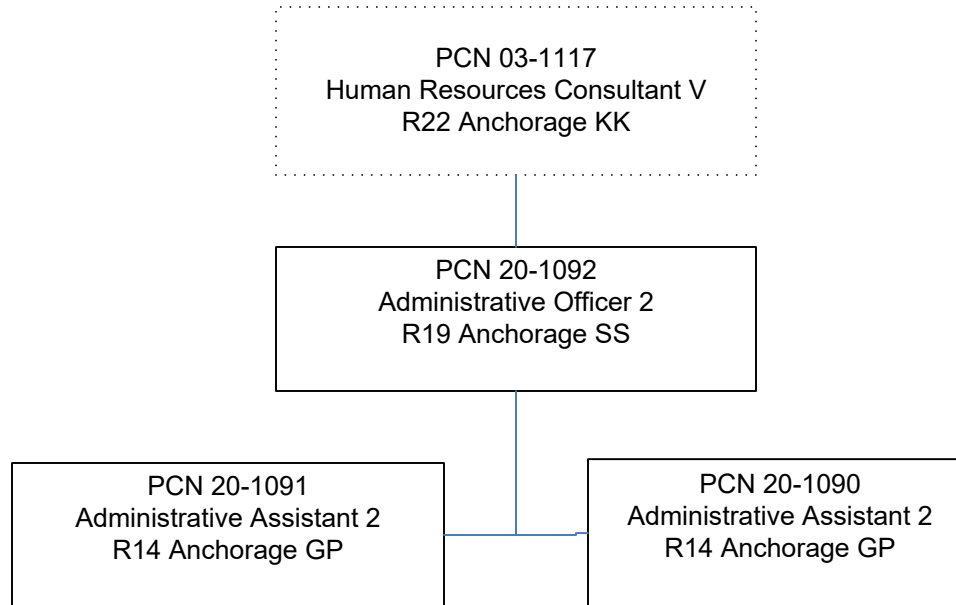 PCN 03-1117
Human Resources Consultant V
R22 Anchorage KK
PCN 20-1092
Administrative Officer 2
R19 Anchorage SS
PCN 20-1091
Administrative Assistant 2
R14 Anchorage GP
PCN 20-1090
Administrative Assistant 2
R14 Anchorage GP